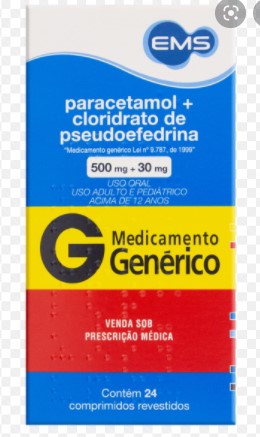 EMS
paracetamol +
cloridrato de
pseudoefedrina
"Medicamento genérico Lei nº 9.787, de 1999"
500 mg + 30 mg
USO ORAL
USO ADULTO E PEDIÁTRICO
ACIMA DE 12 ANOS
G Medicamento
Genérico
VENDA SOB
PRESCRIÇÃO MÉDICA
Contém 24
comprimidos revestidos